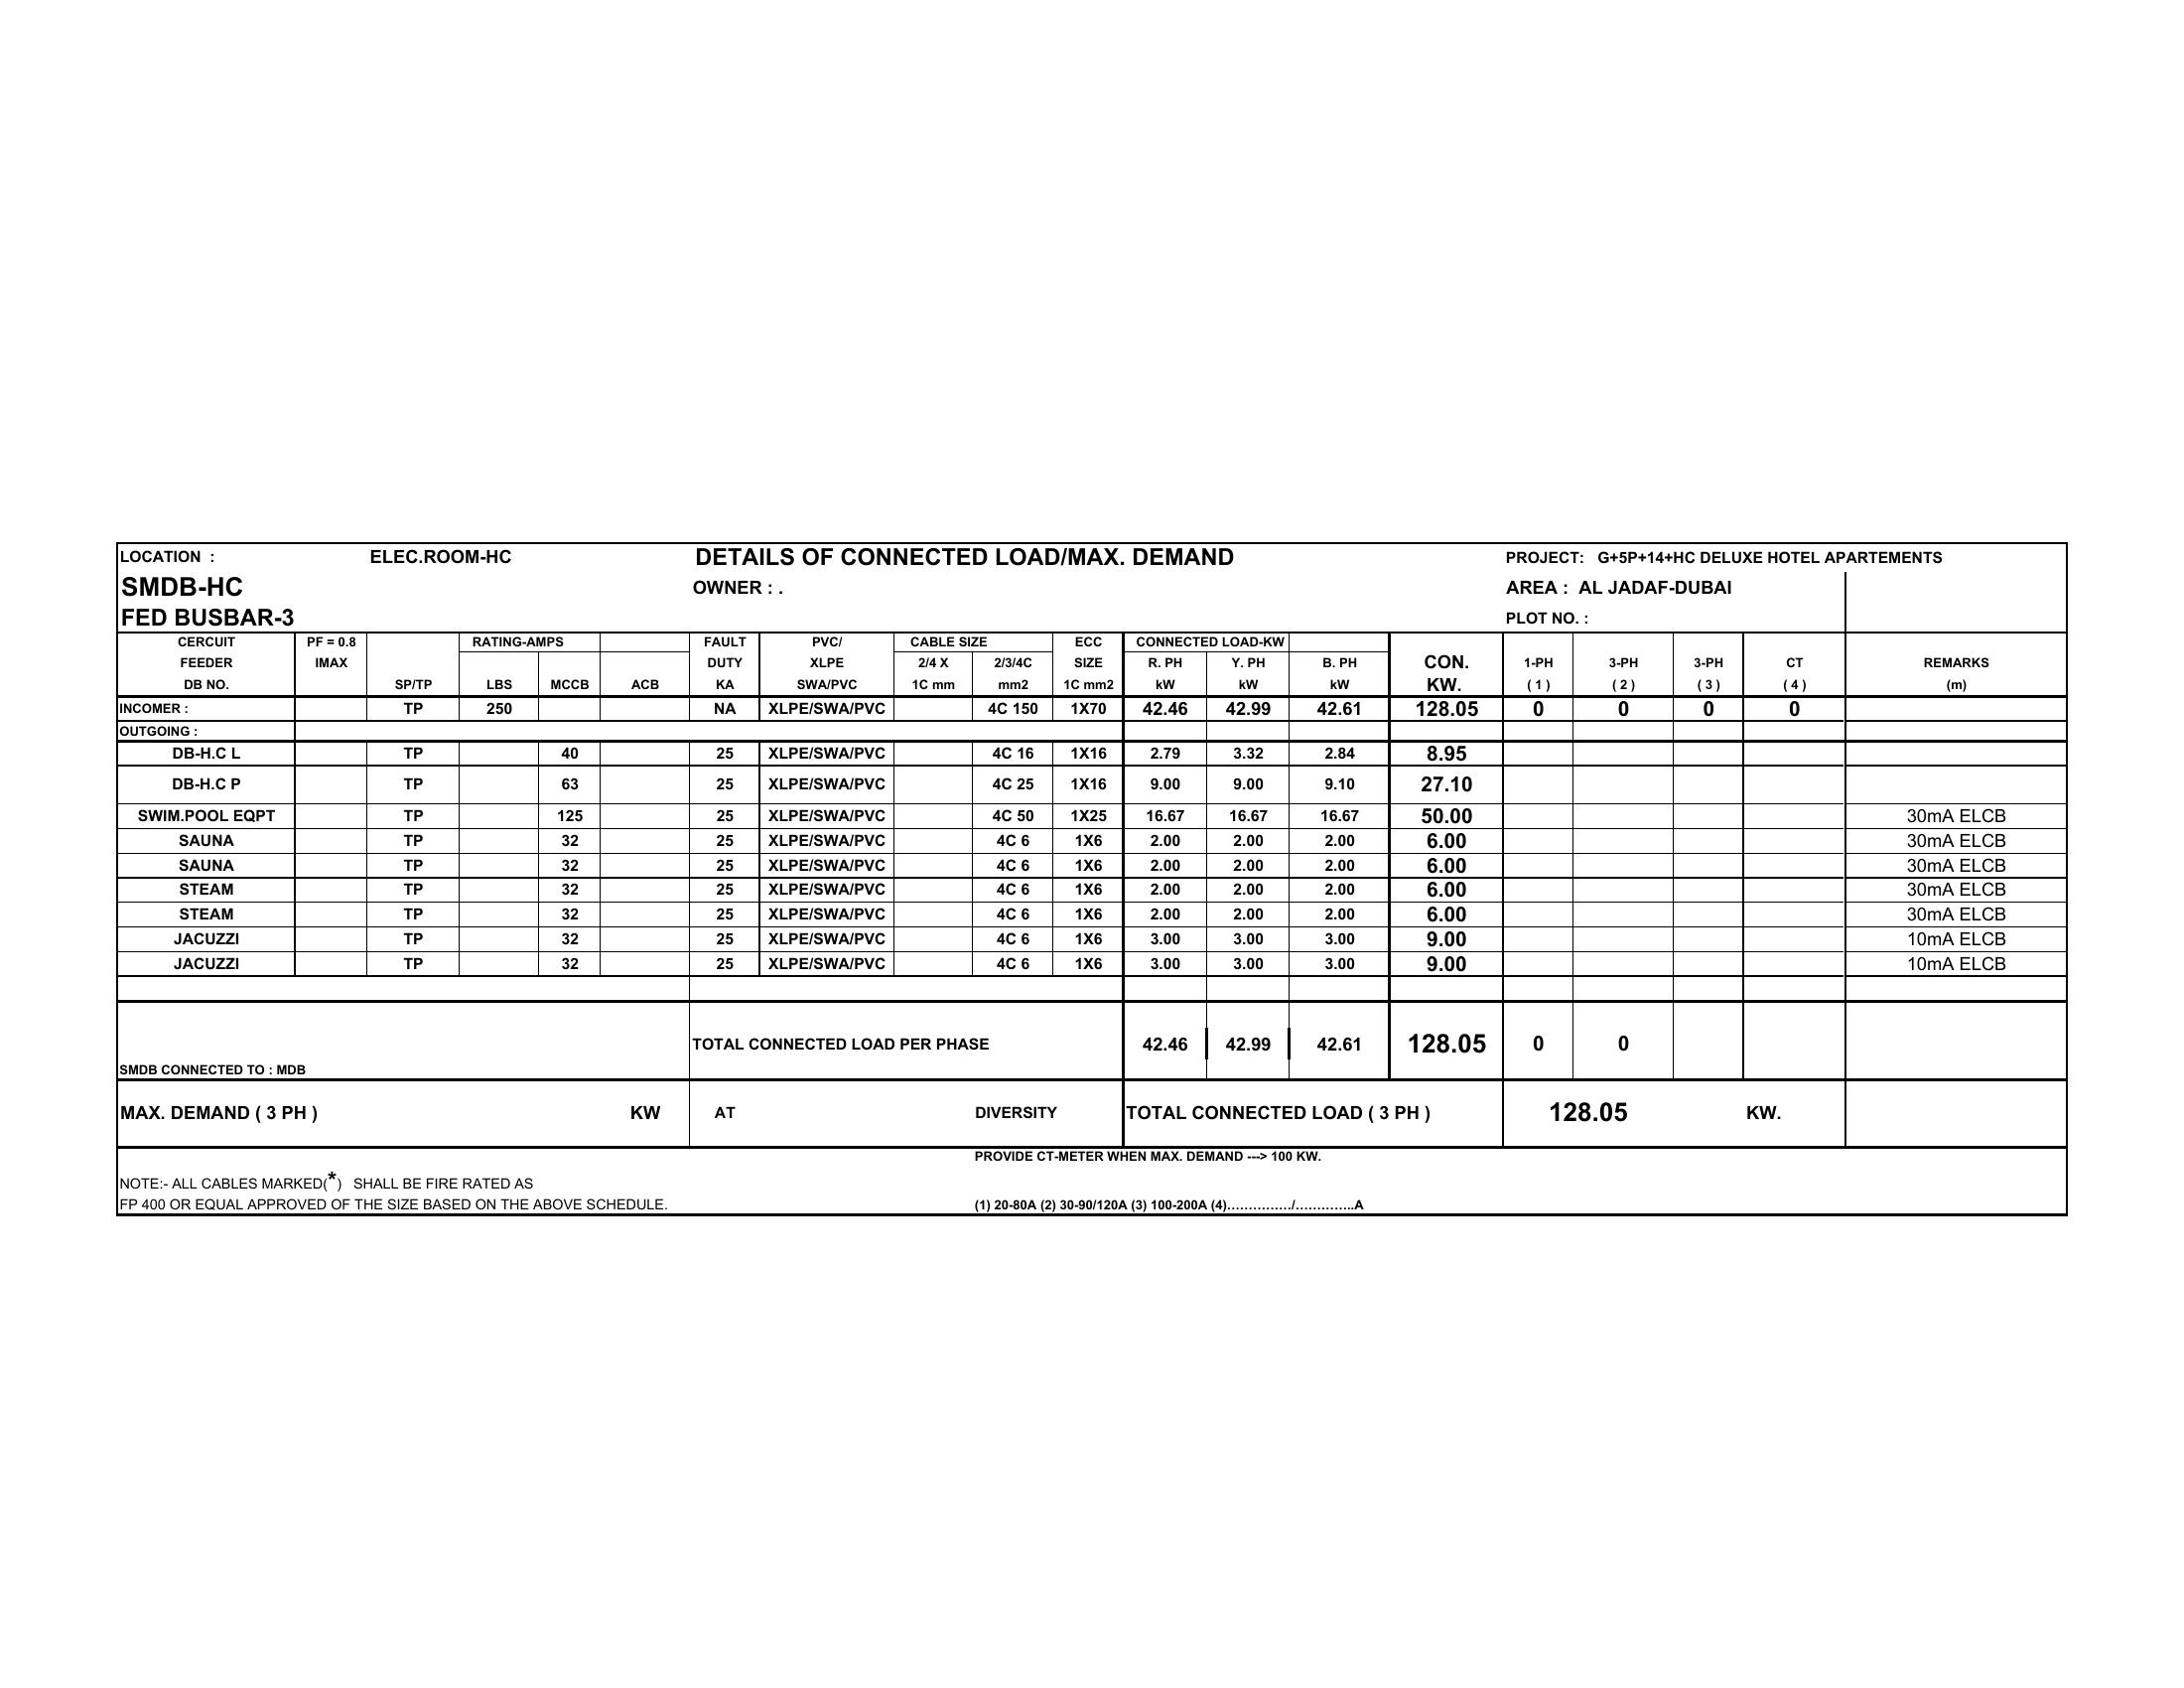 LOCATION : ELEC.ROOM-HC DETAILS OF CONNECTED LOAD/MAX. DEMAND PROJECT: G+5P+14+HC DELUXE HOTEL APARTEMENTS
SMDB-HC OWNER : . AREA : AL JADAF-DUBAI
FED BUSBAR-3 PLOT NO. :
CERCUIT PF = 0.8 RATING-AMPS FAULT PVC/ CABLE SIZE ECC CONNECTED LOAD-KW
FEEDER IMAX DUTY XLPE 2/4 X 2/3/4C SIZE R. PH Y. PH B. PH CON. 1-PH 3-PH 3-PH CT REMARKS
DB NO. SP/TP LBS MCCB ACB KA SWA/PVC 1C mm mm2 1C mm2 kW kW kW KW. ( 1 ) ( 2 ) ( 3 ) ( 4 ) (m)
INCOMER : TP 250 NA XLPE/SWA/PVC 4C 150 1X70 42.46 42.99 42.61 128.05 0 0 0 0
OUTGOING :
DB-H.C L TP 40 25 XLPE/SWA/PVC 4C 16 1X16 2.79 3.32 2.84 8.95
DB-H.C P TP 63 25 XLPE/SWA/PVC 4C 25 1X16 9.00 9.00 9.10 27.10
SWIM.POOL EQPT TP 125 25 XLPE/SWA/PVC 4C 50 1X25 16.67 16.67 16.67 50.00 30mA ELCB
SAUNA TP 32 25 XLPE/SWA/PVC 4C 6 1X6 2.00 2.00 2.00 6.00 30mA ELCB
SAUNA TP 32 25 XLPE/SWA/PVC 4C 6 1X6 2.00 2.00 2.00 6.00 30mA ELCB
STEAM TP 32 25 XLPE/SWA/PVC 4C 6 1X6 2.00 2.00 2.00 6.00 30mA ELCB
STEAM TP 32 25 XLPE/SWA/PVC 4C 6 1X6 2.00 2.00 2.00 6.00 30mA ELCB
JACUZZI TP 32 25 XLPE/SWA/PVC 4C 6 1X6 3.00 3.00 3.00 9.00 10mA ELCB
JACUZZI TP 32 25 XLPE/SWA/PVC 4C 6 1X6 3.00 3.00 3.00 9.00 10mA ELCB
TOTAL CONNECTED LOAD PER PHASE 42.46 42.99 42.61 128.05 0 0
SMDB CONNECTED TO : MDB
MAX. DEMAND ( 3 PH ) KW AT DIVERSITY TOTAL CONNECTED LOAD ( 3 PH ) 128.05 KW.
PROVIDE CT-METER WHEN MAX. DEMAND ---> 100 KW.
NOTE:- ALL CABLES MARKED(*) SHALL BE FIRE RATED AS
FP 400 OR EQUAL APPROVED OF THE SIZE BASED ON THE ABOVE SCHEDULE. (1) 20-80A (2) 30-90/120A (3) 100-200A (4)……………/…………..A